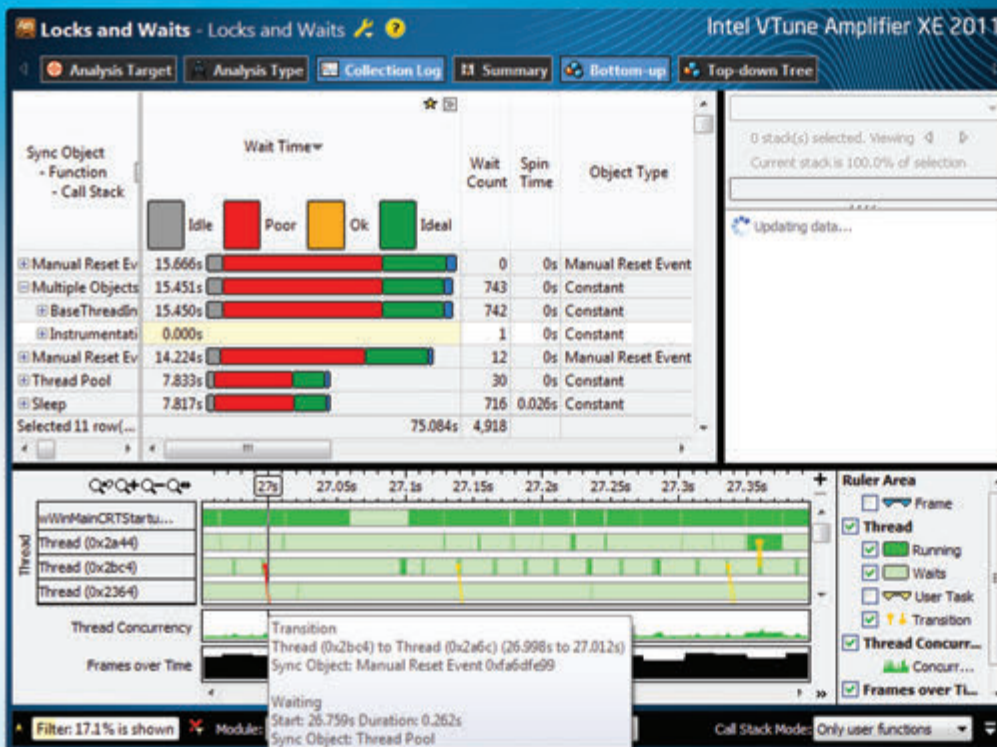 Locks and Waits - Locks and Waits
Intel VTune Amplifier XE 2011
Analysis Target
Analysis Type
Collection Log
Summary
Bottom-up
Top-down Tree
Sync Object
- Function
- Call Stack
Wait Time
Wait Count
Spin Time
Object Type
Idle
Poor
Ok
Ideal
0 stack(s) selected. Viewing
Current stack is 100.0% of selection
Updating data...
Manual Reset Ev 15.666s 0 0s Manual Reset Event
Multiple Objects 15.451s 743 0s Constant
BaseThreadIn 15.450s 742 0s Constant
Instrumentati 0.000s 1 0s Constant
Manual Reset Ev 14.224s 12 0s Manual Reset Event
Thread Pool 7.833s 30 0s Constant
Sleep 7.817s 716 0.026s Constant
Selected 11 row(... 75.084s 4,918
27s 27.05s 27.1s 27.15s 27.2s 27.25s 27.3s 27.35s
Thread
wWinMainCRTStartu...
Thread (0x2a44)
Thread (0x2bc4)
Thread (0x2364)
Thread Concurrency
Frames over Time
Transition
Thread (0x2bc4) to Thread (0x2a6c) (26.998s to 27.012s)
Sync Object: Manual Reset Event 0xfa6dfe99
Waiting
Start: 26.759s Duration: 0.262s
Sync Object: Thread Pool
Ruler Area
Frame
Thread
Running
Waits
User Task
Transition
Thread Concurr...
Concurr...
Frames over Ti...
Filter: 17.1% is shown
Module:
Call Stack Mode: Only user functions